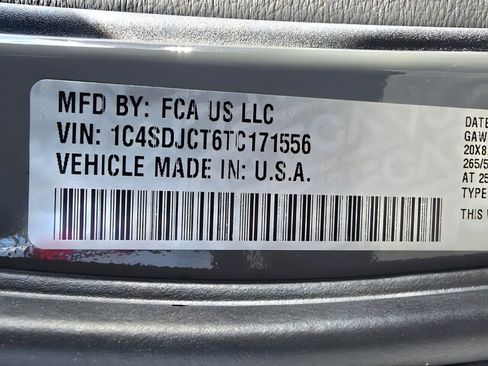 MFD BY: FCA US LLC
VIN: 1C4SDJCT6TC171556
VEHICLE MADE IN: U.S.A.
DATE
GAW
20X8
265/5
AT 25
TYPE
THIS